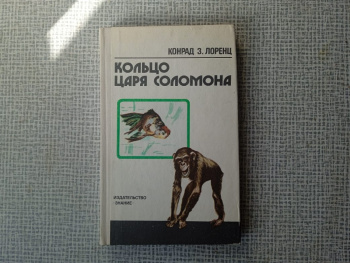 КОНРАД З. ЛОРЕНЦ
КОЛЬЦО
ЦАРЯ СОЛОМОНА
ИЗДАТЕЛЬСТВО
«ЗНАНИЕ»